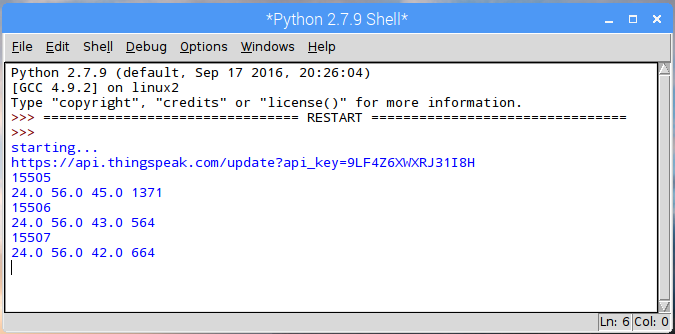 *Python 2.7.9 Shell*
File Edit Shell Debug Options Windows Help
Python 2.7.9 (default, Sep 17 2016, 20:26:04)
[GCC 4.9.2] on linux2
Type "copyright", "credits" or "license()" for more information.
>>> ================================ RESTART ================================
>>>
starting...
https://api.thingspeak.com/update?api_key=9LF4Z6XWXRJ31I8H
15505
24.0 56.0 45.0 1371
15506
24.0 56.0 43.0 564
15507
24.0 56.0 42.0 664
Ln: 6 Col: 0